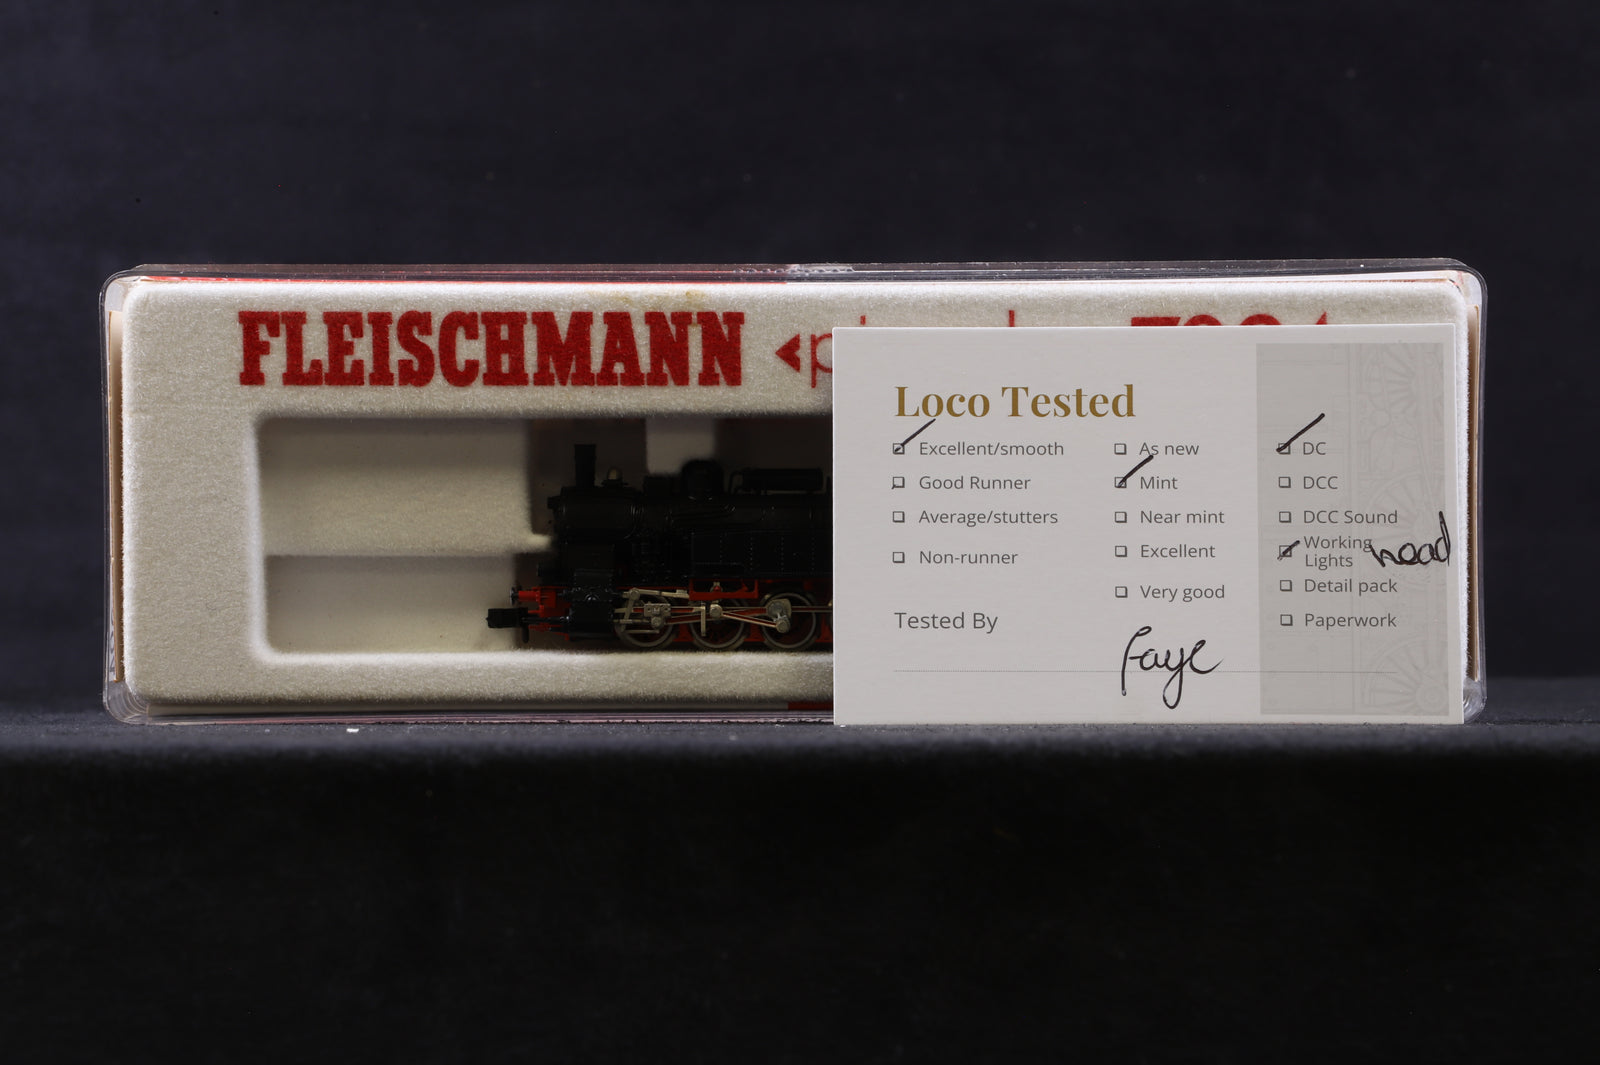 FLEISCHMANN
Loco Tested
Excellent/smooth
Good Runner
Average/stutters
Non-runner
As new
Mint
Near mint
Excellent
Very good
DC
DCC
DCC Sound
Working
Lights
head
Detail pack
Paperwork
Tested By
Faye